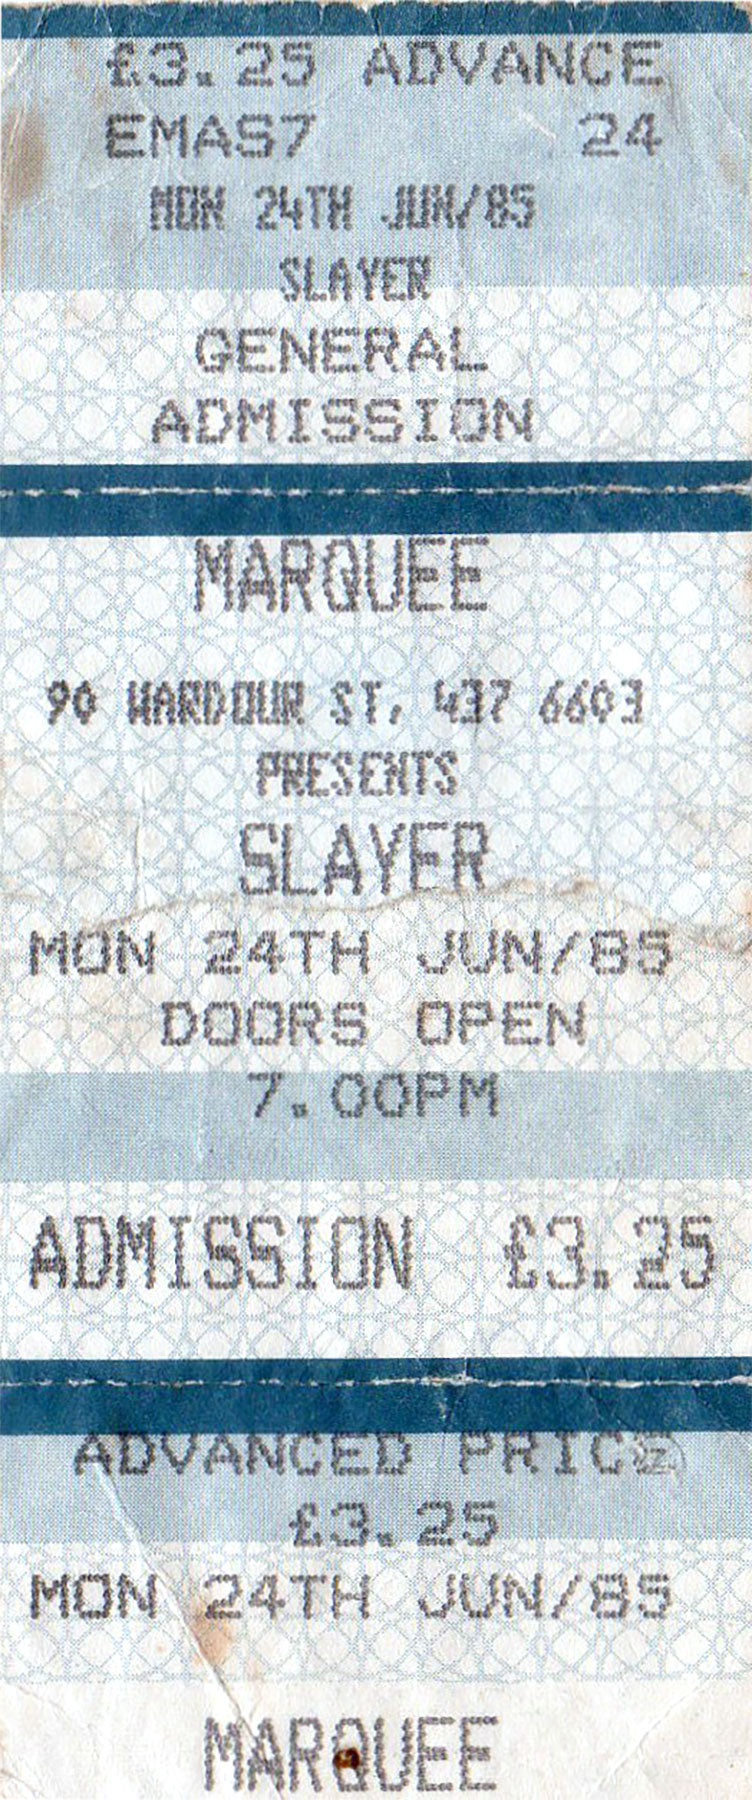 £3.25 ADVANCE
EMAS7 24
MON 24TH JUN/85
SLAYER
GENERAL
ADMISSION
MARQUEE
90 WARDOUR ST, 437 6603
PRESENTS
SLAYER
MON 24TH JUN/85
DOORS OPEN
7.00PM
ADMISSION £3.25
ADVANCED PRICE
£3.25
MON 24TH JUN/85
MARQUEE